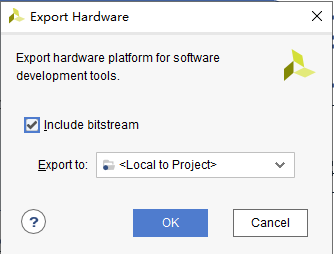 Export Hardware
Export hardware platform for software
development tools.
Include bitstream
Export to: <Local to Project>
?
OK
Cancel